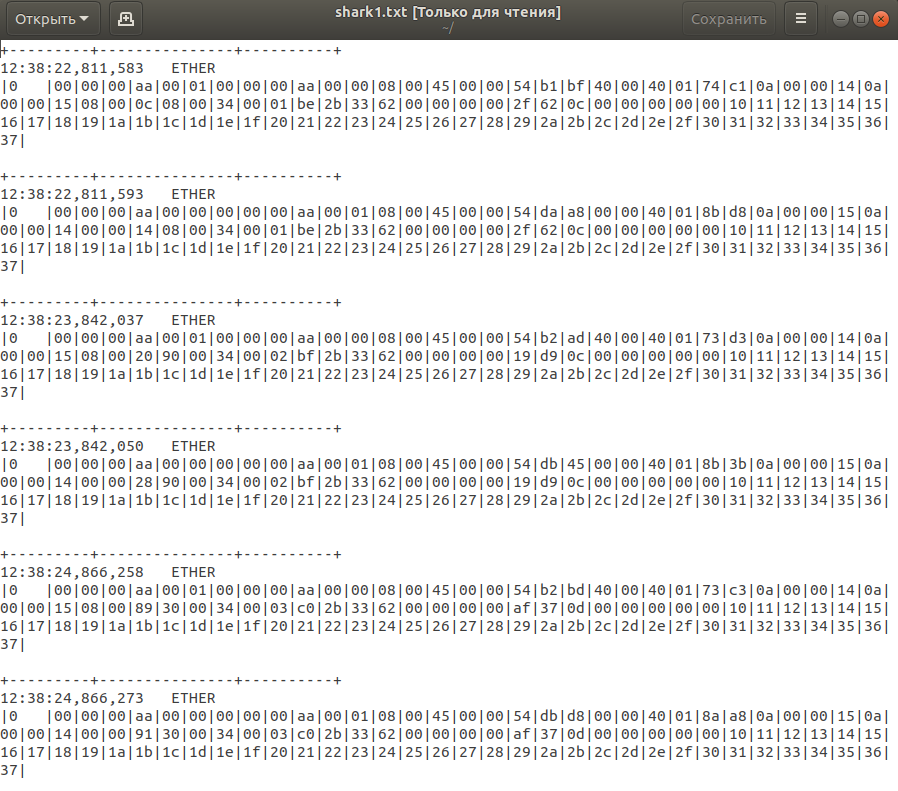 Открыть
shark1.txt [Только для чтения]
~/
Сохранить
+---------+---------------+----------+
12:38:22,811,583   ETHER
|0   |00|00|00|aa|00|01|00|00|00|aa|00|00|08|00|45|00|00|54|b1|bf|40|00|40|01|74|c1|0a|00|00|14|0a|
00|00|15|08|00|0c|08|00|34|00|01|be|2b|33|62|00|00|00|00|2f|62|0c|00|00|00|00|00|10|11|12|13|14|15|
16|17|18|19|1a|1b|1c|1d|1e|1f|20|21|22|23|24|25|26|27|28|29|2a|2b|2c|2d|2e|2f|30|31|32|33|34|35|36|
37|
+---------+---------------+----------+
12:38:22,811,593   ETHER
|0   |00|00|00|aa|00|00|00|00|00|aa|00|01|08|00|45|00|00|54|da|a8|00|00|40|01|8b|d8|0a|00|00|15|0a|
00|00|14|00|00|14|08|00|34|00|01|be|2b|33|62|00|00|00|00|2f|62|0c|00|00|00|00|00|10|11|12|13|14|15|
16|17|18|19|1a|1b|1c|1d|1e|1f|20|21|22|23|24|25|26|27|28|29|2a|2b|2c|2d|2e|2f|30|31|32|33|34|35|36|
37|
+---------+---------------+----------+
12:38:23,842,037   ETHER
|0   |00|00|00|aa|00|01|00|00|00|aa|00|00|08|00|45|00|00|54|b2|ad|40|00|40|01|73|d3|0a|00|00|14|0a|
00|00|15|08|00|20|90|00|34|00|02|bf|2b|33|62|00|00|00|00|19|d9|0c|00|00|00|00|00|10|11|12|13|14|15|
16|17|18|19|1a|1b|1c|1d|1e|1f|20|21|22|23|24|25|26|27|28|29|2a|2b|2c|2d|2e|2f|30|31|32|33|34|35|36|
37|
+---------+---------------+----------+
12:38:23,842,050   ETHER
|0   |00|00|00|aa|00|00|00|00|00|aa|00|01|08|00|45|00|00|54|db|45|00|00|40|01|8b|3b|0a|00|00|15|0a|
00|00|14|00|00|28|90|00|34|00|02|bf|2b|33|62|00|00|00|00|19|d9|0c|00|00|00|00|00|10|11|12|13|14|15|
16|17|18|19|1a|1b|1c|1d|1e|1f|20|21|22|23|24|25|26|27|28|29|2a|2b|2c|2d|2e|2f|30|31|32|33|34|35|36|
37|
+---------+---------------+----------+
12:38:24,866,258   ETHER
|0   |00|00|00|aa|00|01|00|00|00|aa|00|00|08|00|45|00|00|54|b2|bd|40|00|40|01|73|c3|0a|00|00|14|0a|
00|00|15|08|00|89|30|00|34|00|03|c0|2b|33|62|00|00|00|00|af|37|0d|00|00|00|00|00|10|11|12|13|14|15|
16|17|18|19|1a|1b|1c|1d|1e|1f|20|21|22|23|24|25|26|27|28|29|2a|2b|2c|2d|2e|2f|30|31|32|33|34|35|36|
37|
+---------+---------------+----------+
12:38:24,866,273   ETHER
|0   |00|00|00|aa|00|00|00|00|00|aa|00|01|08|00|45|00|00|54|db|d8|00|00|40|01|8a|a8|0a|00|00|15|0a|
00|00|14|00|00|91|30|00|34|00|03|c0|2b|33|62|00|00|00|00|af|37|0d|00|00|00|00|00|10|11|12|13|14|15|
16|17|18|19|1a|1b|1c|1d|1e|1f|20|21|22|23|24|25|26|27|28|29|2a|2b|2c|2d|2e|2f|30|31|32|33|34|35|36|
37|